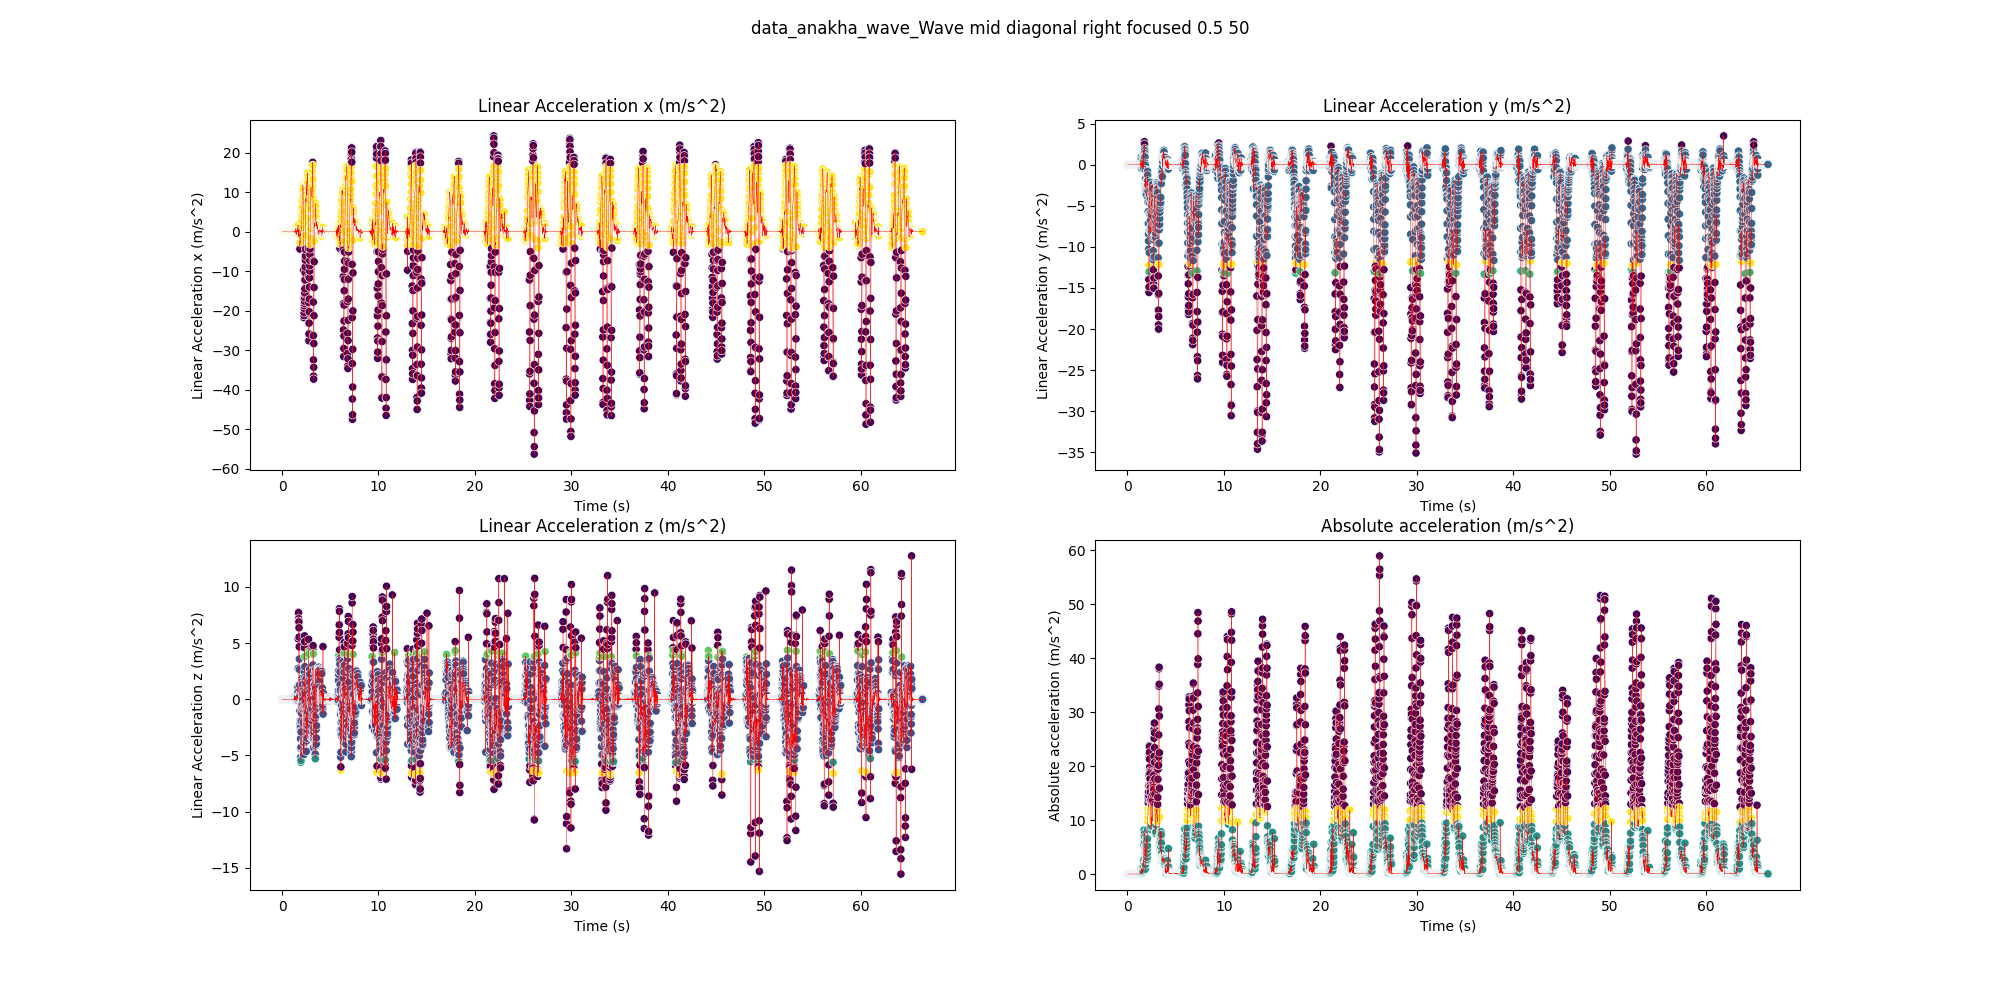 data_anakha_wave_Wave mid diagonal right focused 0.5 50
Linear Acceleration x (m/s^2)
Linear Acceleration x (m/s^2)
20
10
0
−10
−20
−30
−40
−50
−60
0 10 20 30 40 50 60
Time (s)
Linear Acceleration y (m/s^2)
Linear Acceleration y (m/s^2)
5
0
−5
−10
−15
−20
−25
−30
−35
0 10 20 30 40 50 60
Time (s)
Linear Acceleration z (m/s^2)
Linear Acceleration z (m/s^2)
10
5
0
−5
−10
−15
0 10 20 30 40 50 60
Time (s)
Absolute acceleration (m/s^2)
Absolute acceleration (m/s^2)
60
50
40
30
20
10
0
0 10 20 30 40 50 60
Time (s)